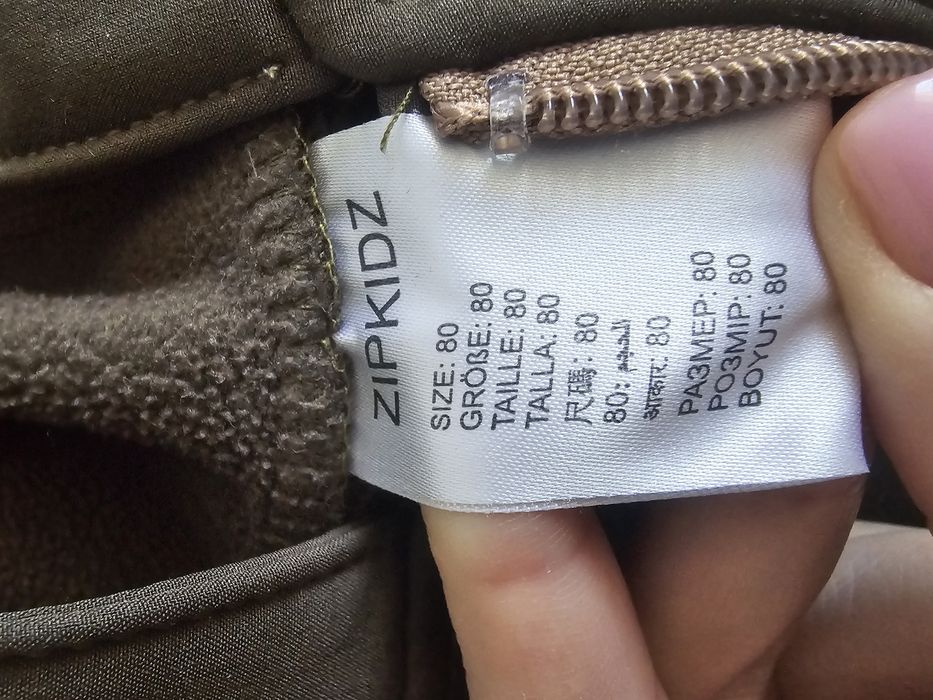 ZIPKIDZ
SIZE: 80
GRÖßE: 80
TAILLE: 80
TALLA: 80
尺碼: 80
80:
आकार: 80
РАЗМЕР: 80
РОЗМІР: 80
BOYUT: 80